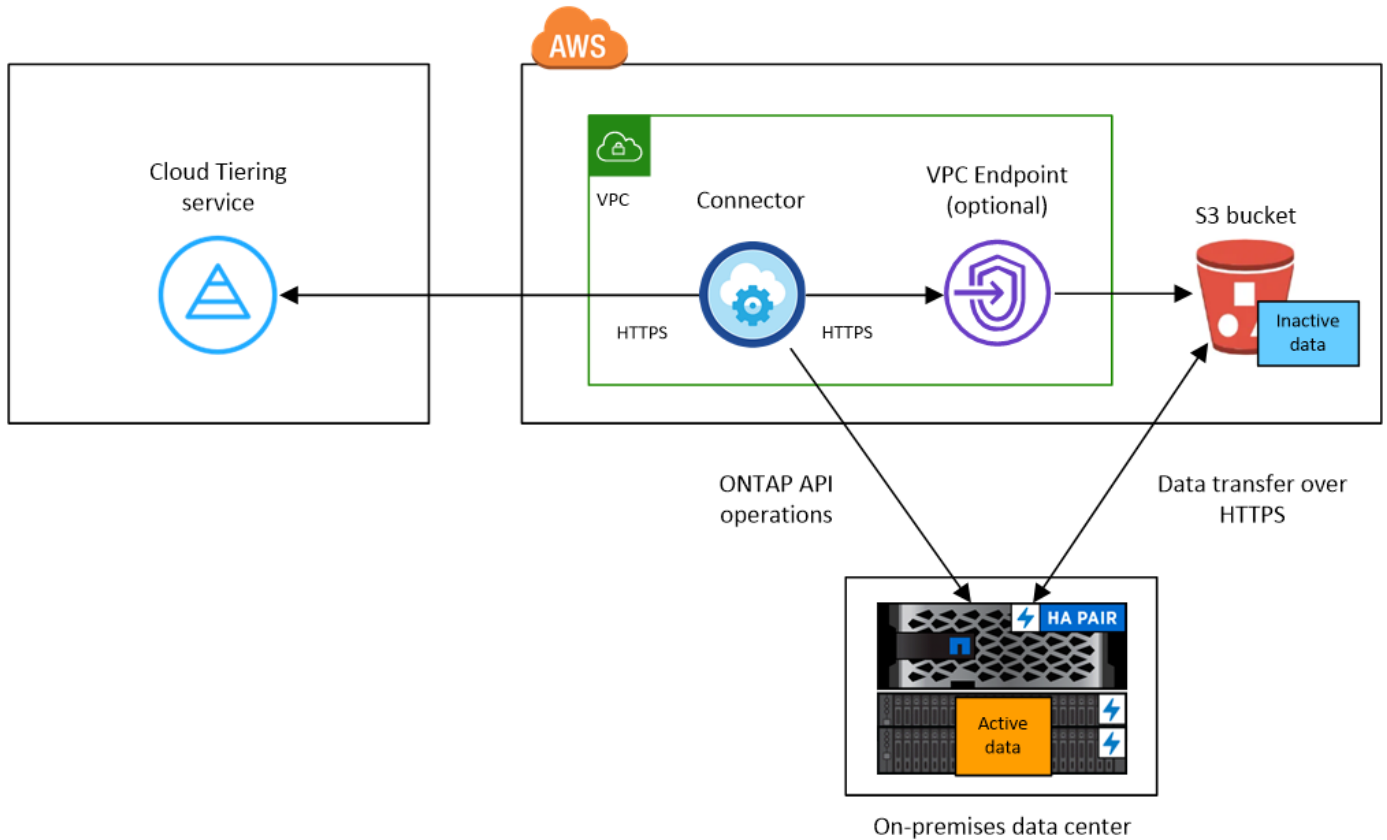 AWS
Cloud Tiering
service
VPC
Connector
VPC Endpoint
(optional)
S3 bucket
HTTPS
HTTPS
Inactive
data
ONTAP API
operations
Data transfer over
HTTPS
HA PAIR
Active
data
On-premises data center